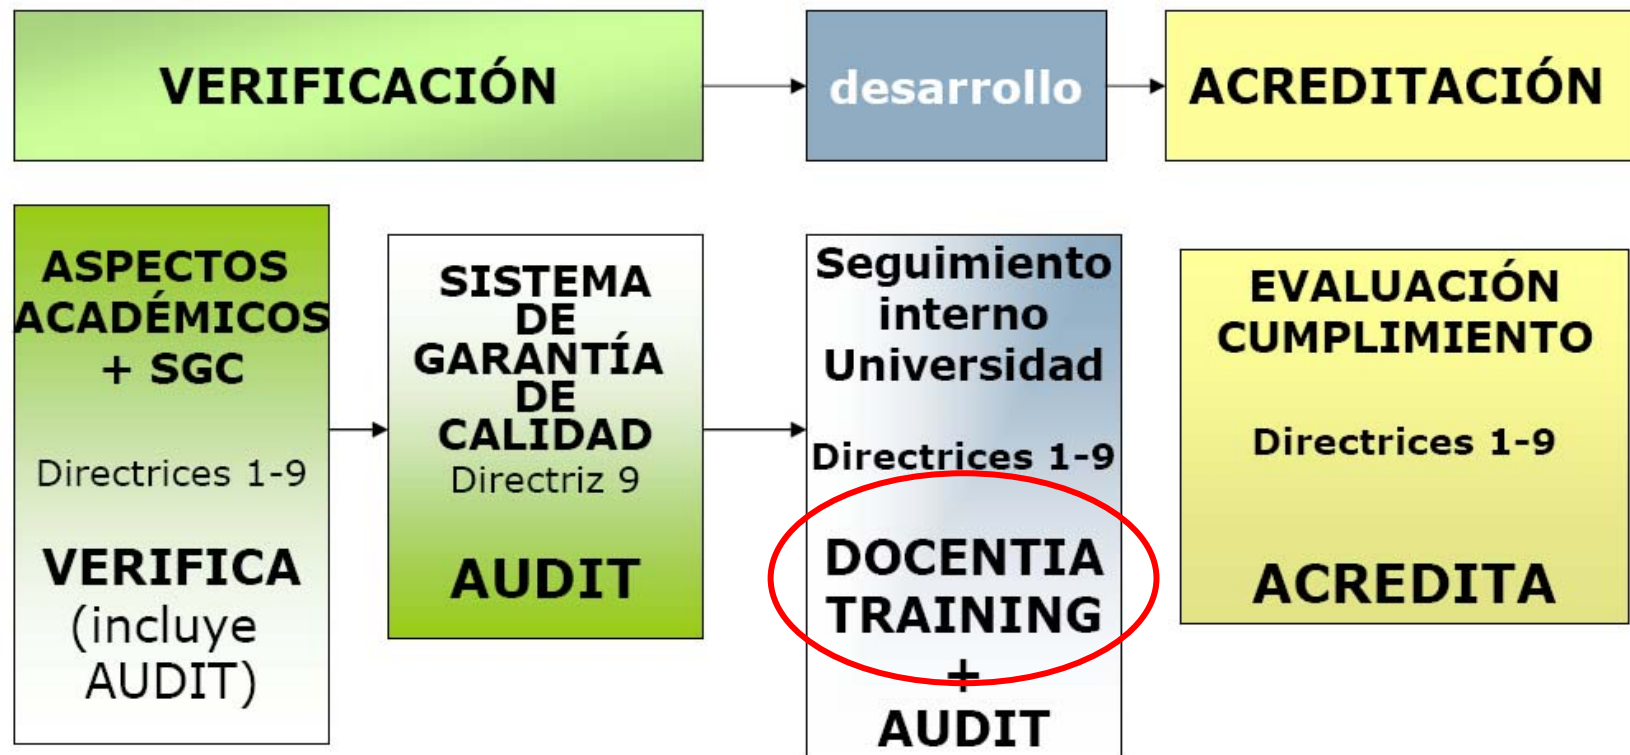 VERIFICACIÓN
desarrollo
ACREDITACIÓN
ASPECTOS
ACADÉMICOS
+ SGC
Directrices 1-9
VERIFICA
(incluye
AUDIT)
SISTEMA
DE
GARANTÍA
DE
CALIDAD
Directriz 9
AUDIT
Seguimiento
interno
Universidad
Directrices 1-9
DOCENTIA
TRAINING
+
AUDIT
EVALUACIÓN
CUMPLIMIENTO
Directrices 1-9
ACREDITA